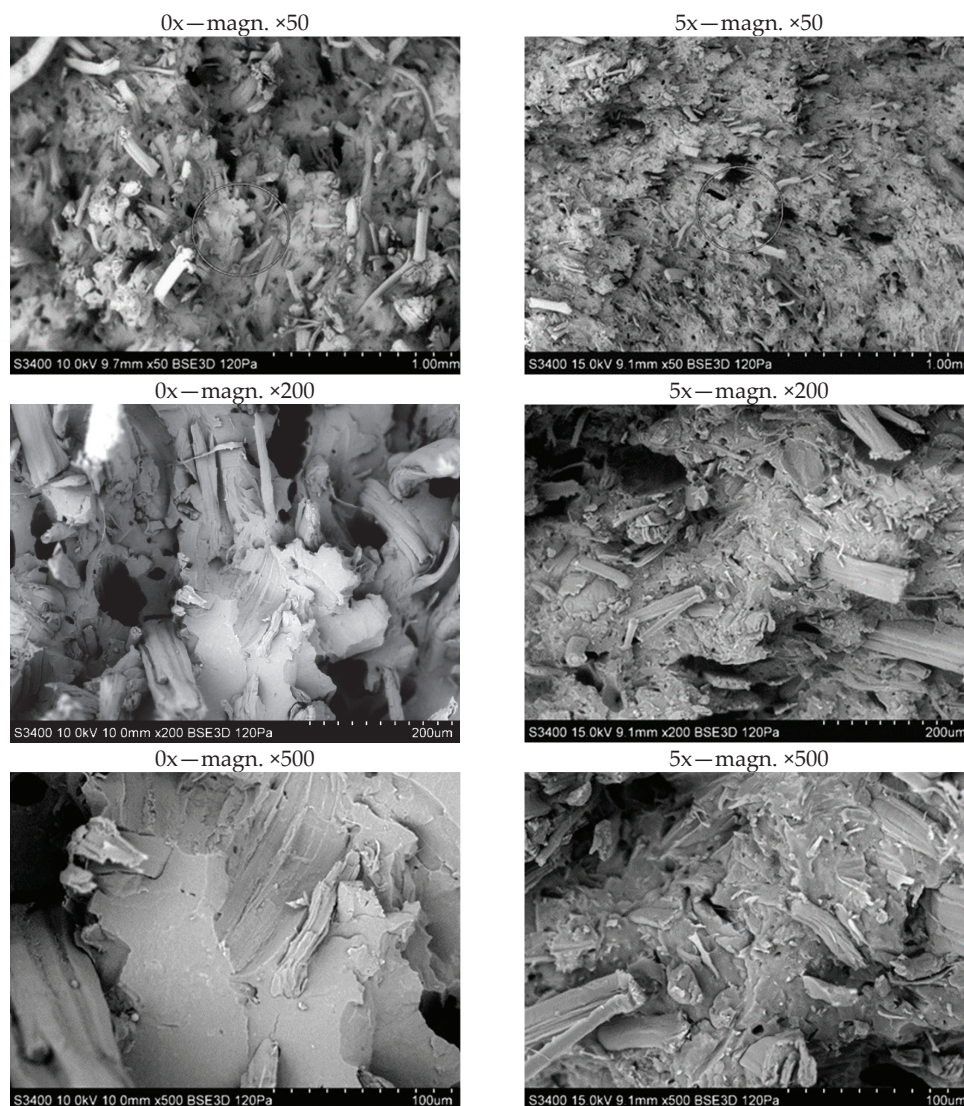 0x—magn. ×50
5x—magn. ×50
S3400 10.0kV 9.7mm x50 BSE3D 120Pa 1.00mm
S3400 15.0kV 9.1mm x50 BSE3D 120Pa 1.00mm
0x—magn. ×200
5x—magn. ×200
S3400 10 0kV 10 0mm x200 BSE3D 120Pa 200um
S3400 15.0kV 9.1mm x200 BSE3D 120Pa 200um
0x—magn. ×500
5x—magn. ×500
S3400 10 0kV 10 0mm x500 BSE3D 120Pa 100um
S3400 15.0kV 9.1mm x500 BSE3D 120Pa 100um